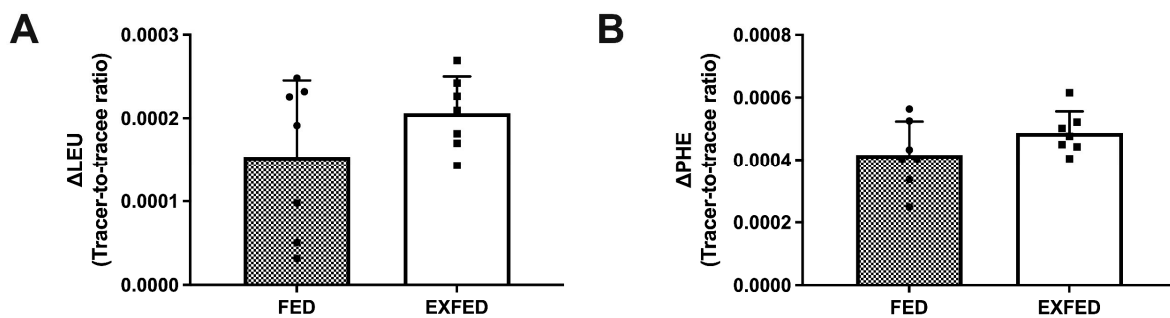 A
ΔLEU
(Tracer-to-tracee ratio)
0.0003
0.0002
0.0001
0.0000
FED
EXFED
B
ΔPHE
(Tracer-to-tracee ratio)
0.0008
0.0006
0.0004
0.0002
0.0000
FED
EXFED